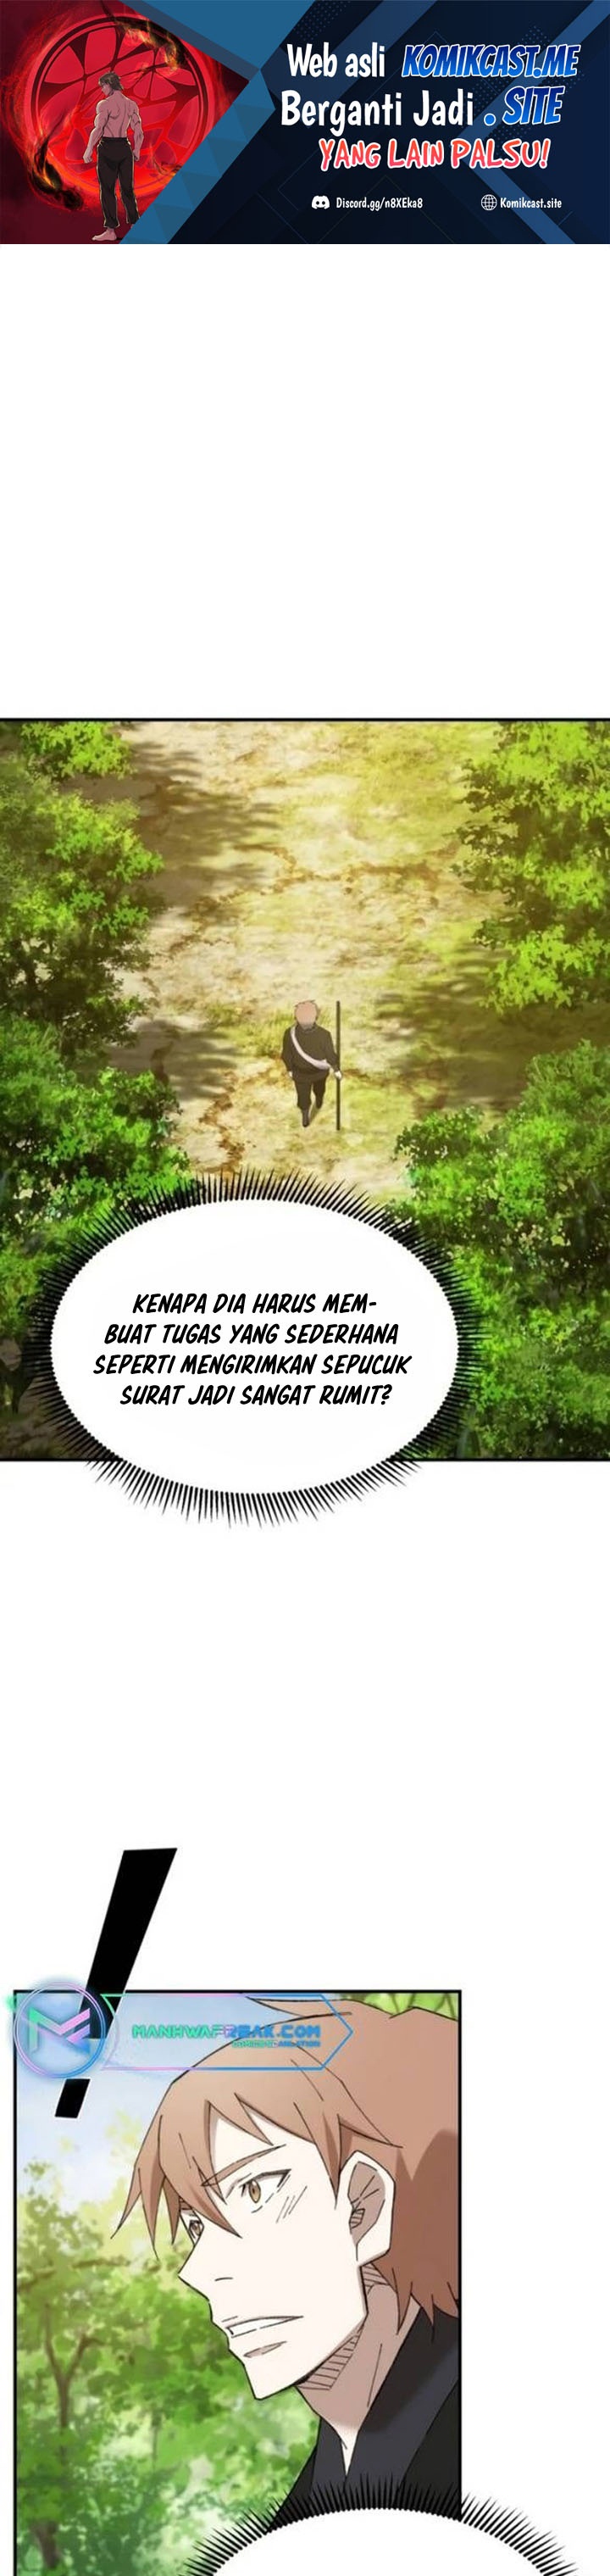 Web asli KOMIKCAST.ME
Berganti Jadi .SITE
YANG LAIN PALSU!
Discord.gg/n8XEka8 Komikcast.site
KENAPA DIA HARUS MEM-
BUAT TUGAS YANG SEDERHANA
SEPERTI MENGIRIMKAN SEPUCUK
SURAT JADI SANGAT RUMIT?
!
MANHWAFREAK.COM